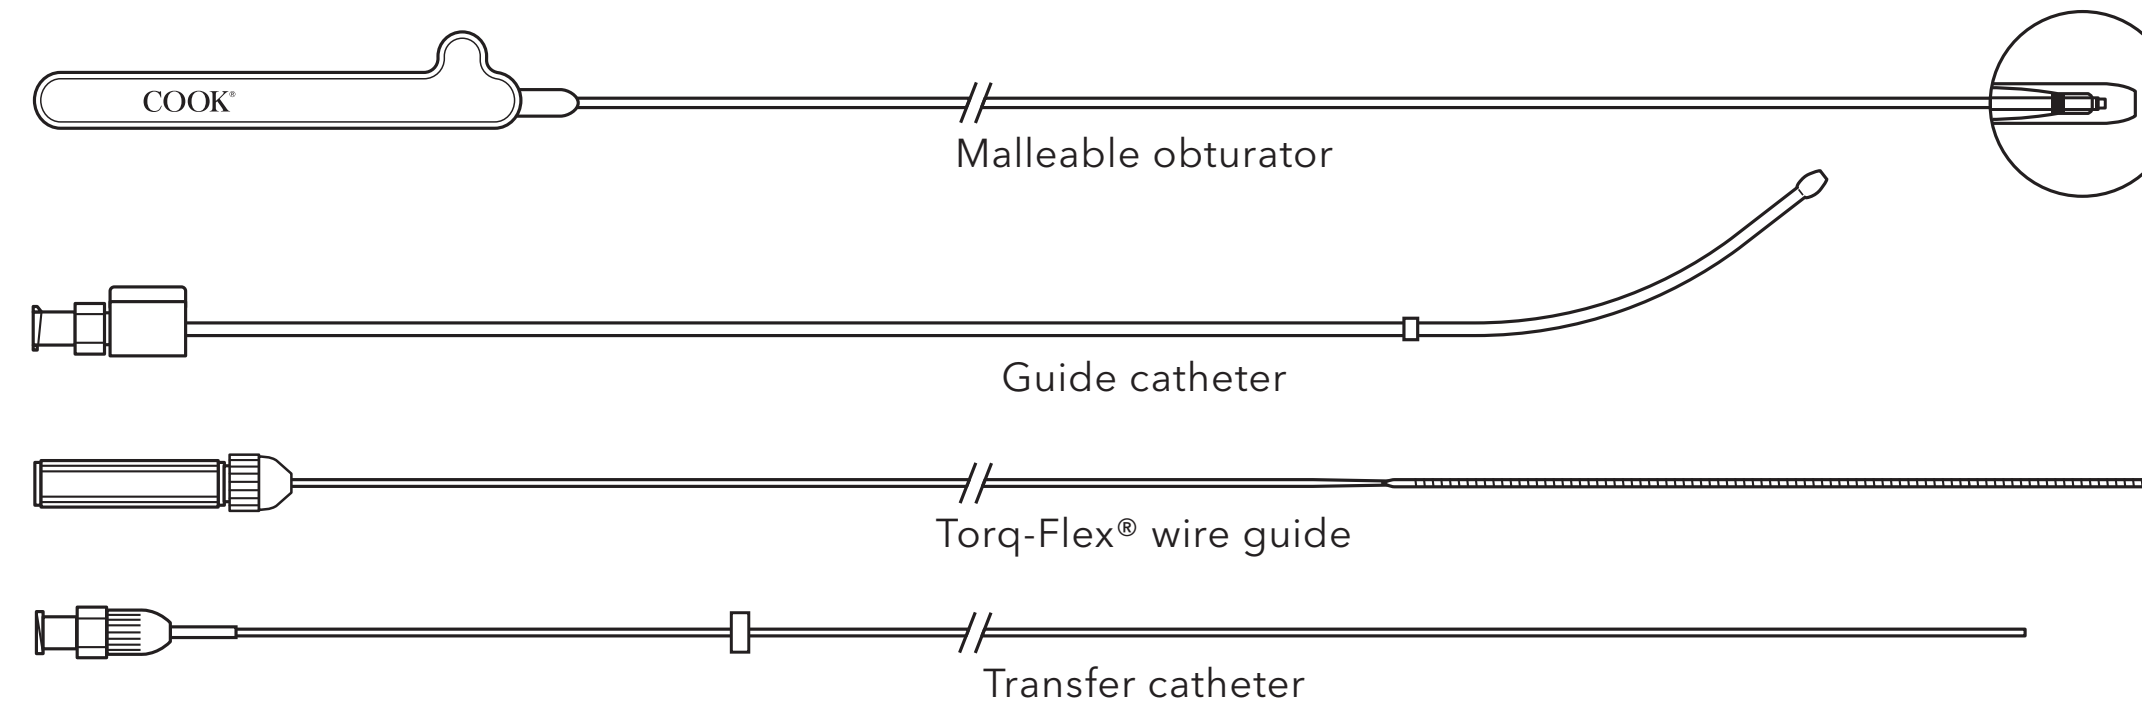 COOK®
Malleable obturator
Guide catheter
Torq-Flex® wire guide
Transfer catheter